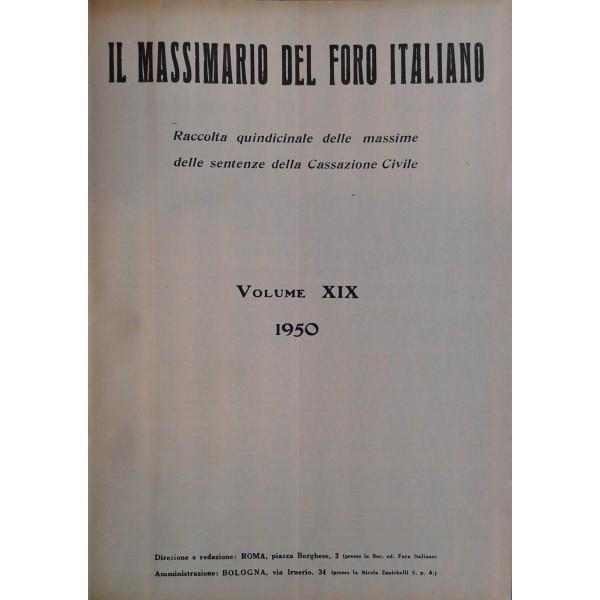 IL MASSIMARIO DEL FORO ITALIANO
Raccolta quindicinale delle massime
delle sentenze della Cassazione Civile
VOLUME XIX
1950
Direzione e redazione: ROMA, piazza Borghese, 3 (presso la Soc. ed. Foro Italiano)
Amministrazione: BOLOGNA, via Irnerio, 34 (presso la Nicola Zanichelli S. p. A.)